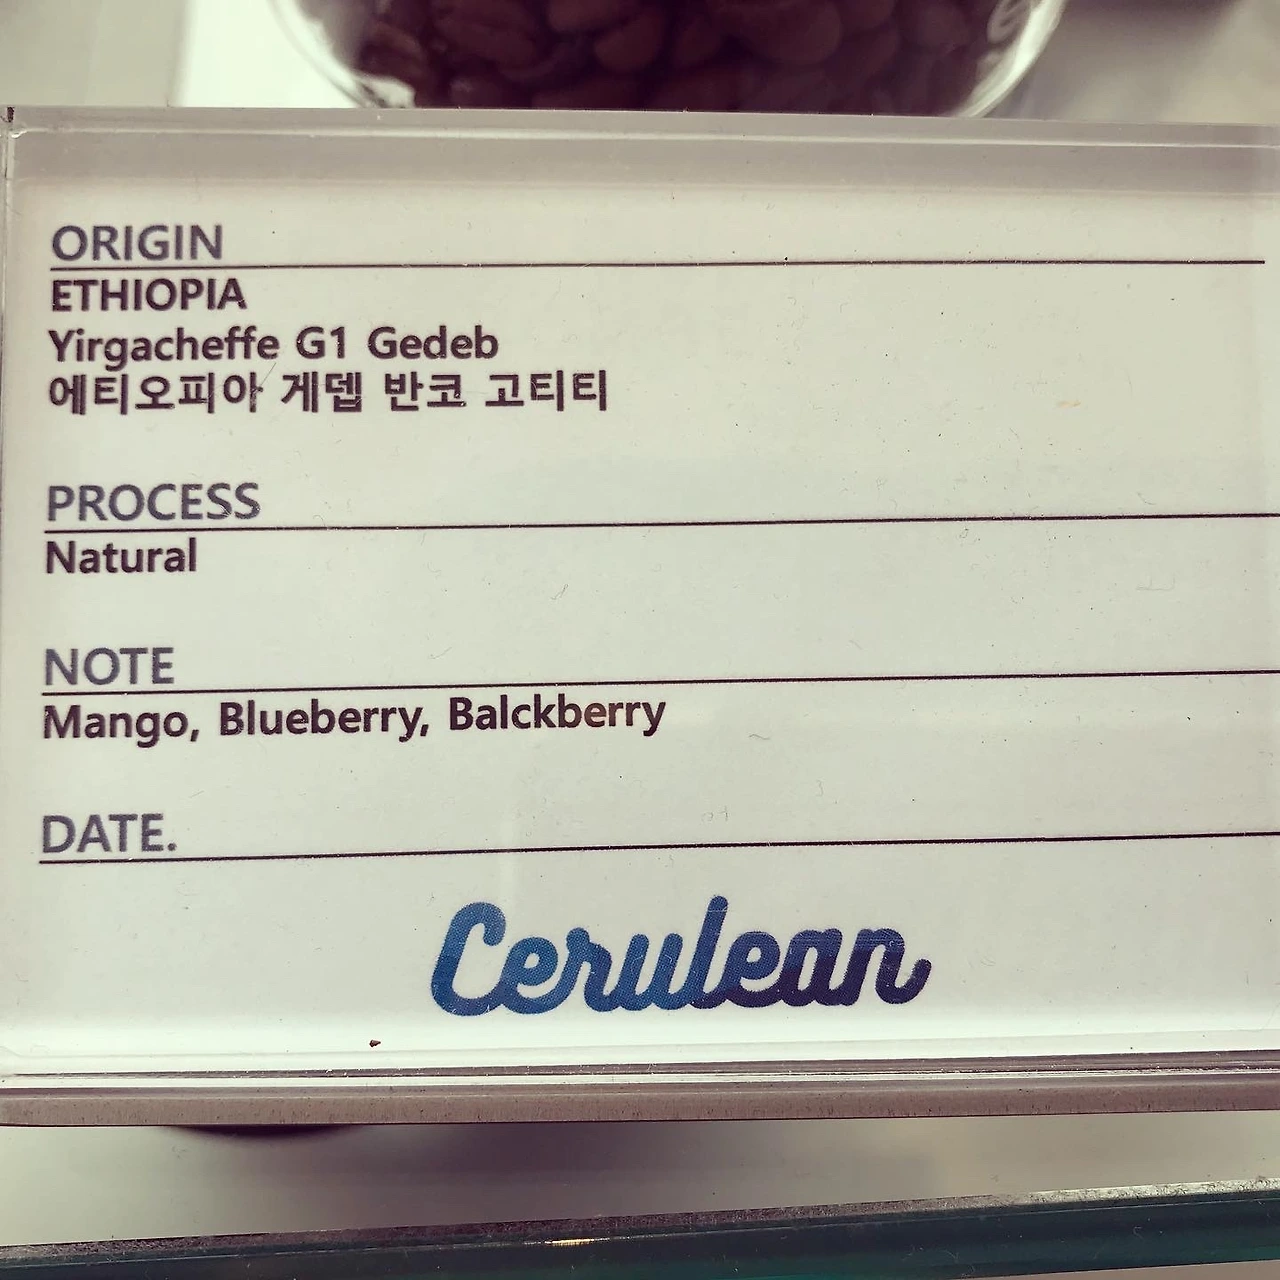 ORIGIN
ETHIOPIA
Yirgacheffe G1 Gedeb
에티오피아 게뎁 반코 고티티
PROCESS
Natural
NOTE
Mango, Blueberry, Balckberry
DATE.
Cerulean